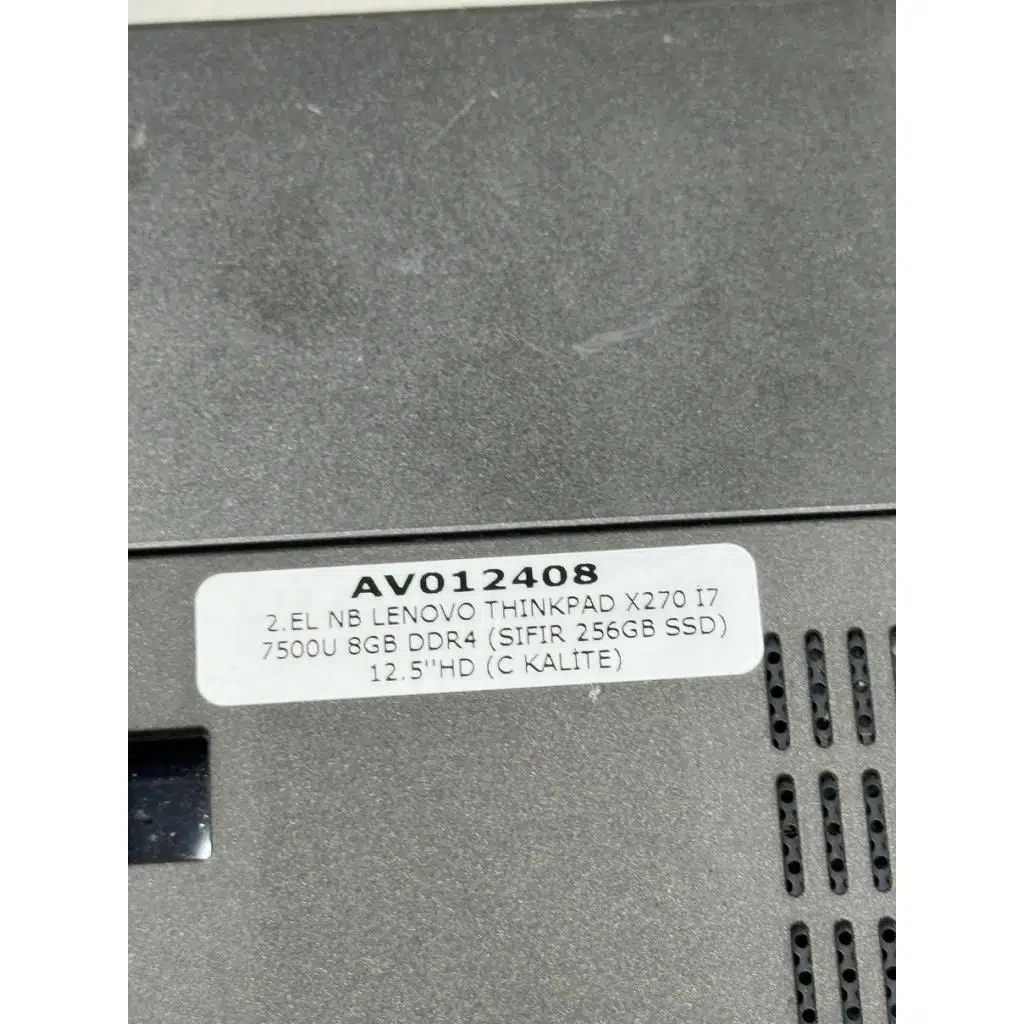 AV012408
2.EL NB LENOVO THINKPAD X270 İ7
7500U 8GB DDR4 (SIFIR 256GB SSD)
12.5''HD (C KALİTE)